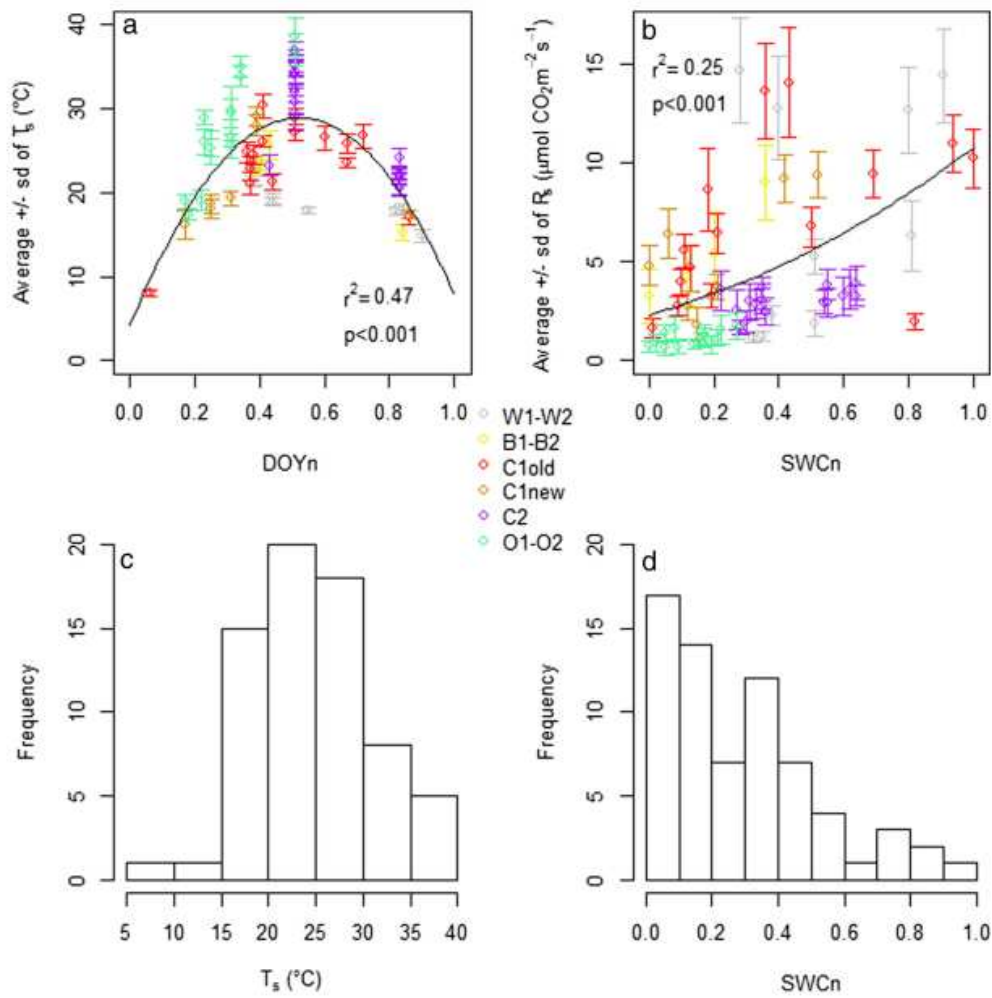 a
Average +/- sd of Ts (°C)
0 10 20 30 40
r² = 0.47
p<0.001
0.0 0.2 0.4 0.6 0.8 1.0
DOYn
b
Average +/- sd of Rs (µmol CO₂m⁻²s⁻¹)
0 5 10 15
r² = 0.25
p<0.001
0.0 0.2 0.4 0.6 0.8 1.0
SWCn
W1-W2
B1-B2
C1old
C1new
C2
O1-O2
c
Frequency
0 5 10 15 20
5 10 15 20 25 30 35 40
Tₛ (°C)
d
Frequency
0 5 10 15 20
0.0 0.2 0.4 0.6 0.8 1.0
SWCn